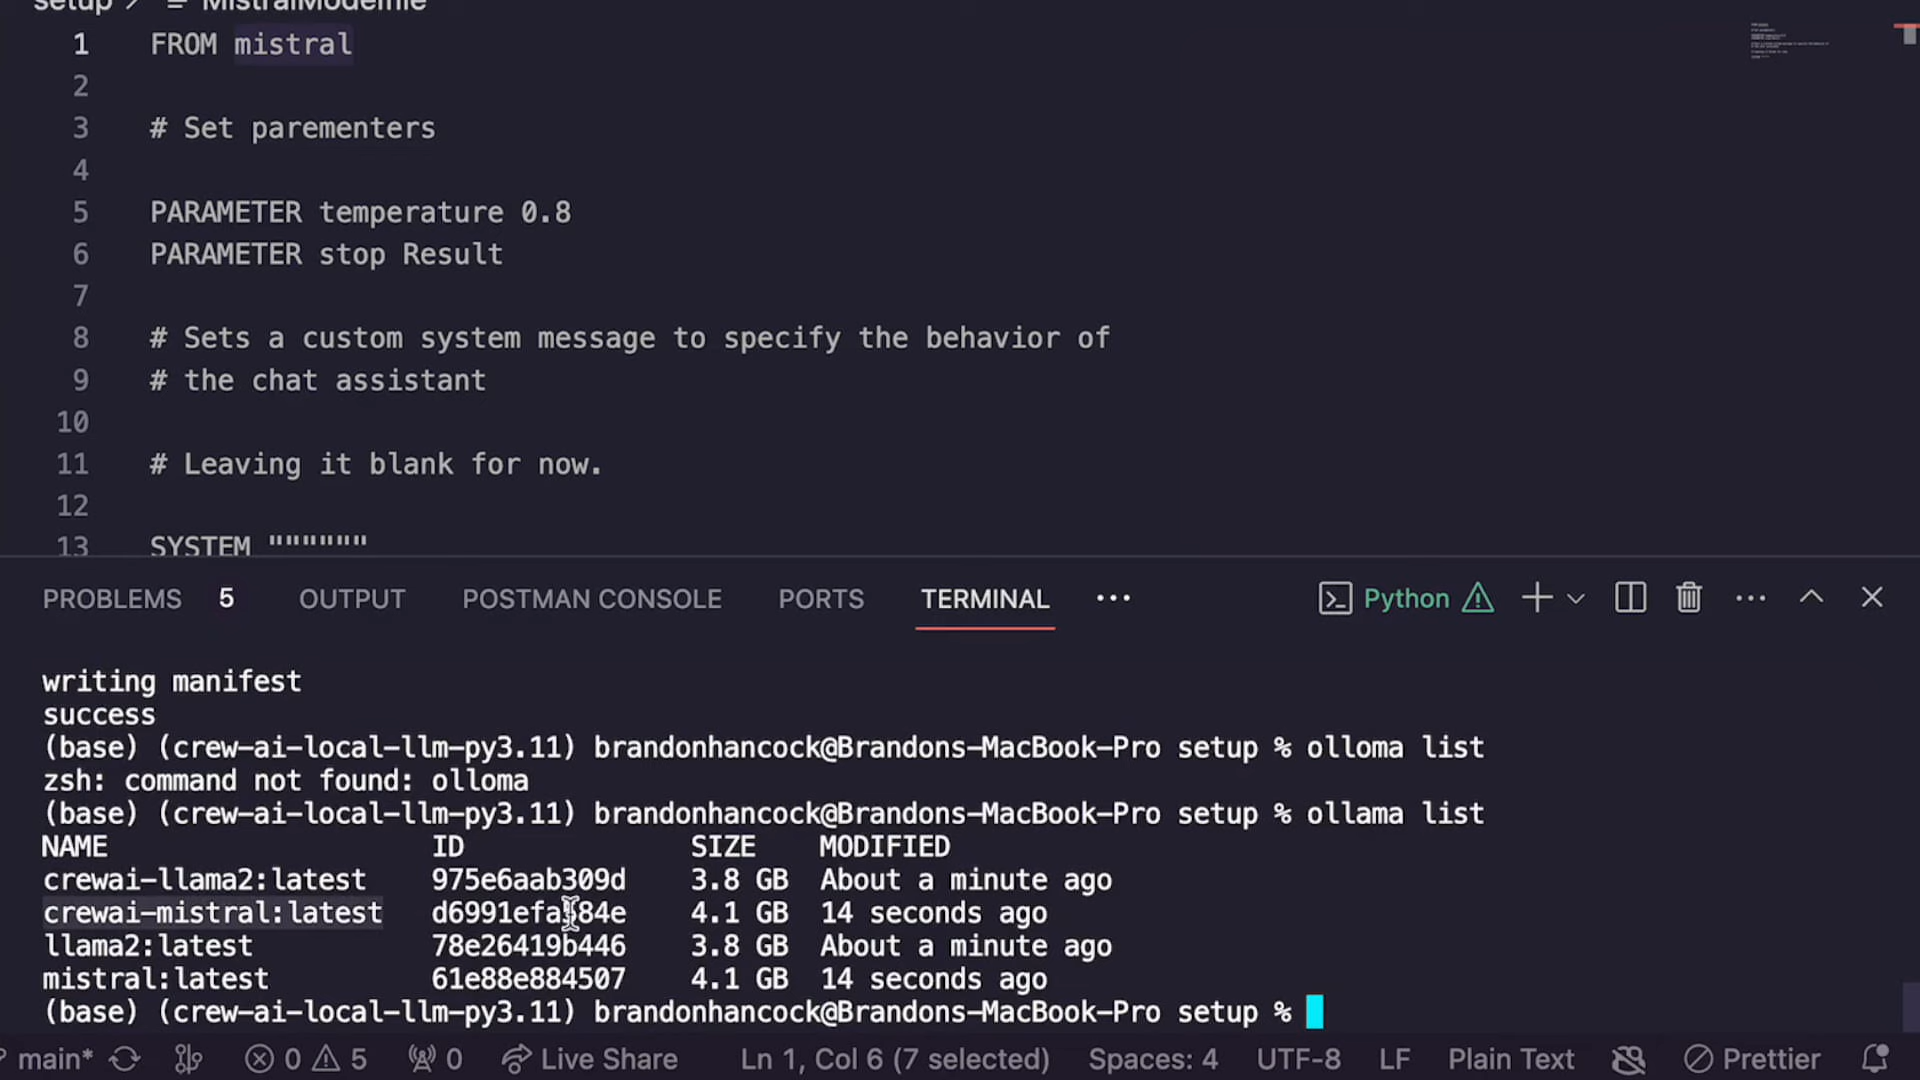 setup > MistralModelfile
1 FROM mistral
2
3 # Set parementers
4
5 PARAMETER temperature 0.8
6 PARAMETER stop Result
7
8 # Sets a custom system message to specify the behavior of
9 # the chat assistant
10
11 # Leaving it blank for now.
12
13 SYSTEM """"""
PROBLEMS 5 OUTPUT POSTMAN CONSOLE PORTS TERMINAL ··· Python
writing manifest
success
(base) (crew-ai-local-llm-py3.11) brandonhancock@Brandons-MacBook-Pro setup % olloma list
zsh: command not found: olloma
(base) (crew-ai-local-llm-py3.11) brandonhancock@Brandons-MacBook-Pro setup % ollama list
NAME ID SIZE MODIFIED
crewai-llama2:latest 975e6aab309d 3.8 GB About a minute ago
crewai-mistral:latest 4.1 GB 14 seconds ago
llama2:latest 78e26419b446 3.8 GB About a minute ago
mistral:latest 61e88e884507 4.1 GB 14 seconds ago
(base) (crew-ai-local-llm-py3.11) brandonhancock@Brandons-MacBook-Pro setup %
main* 0 5 0 Live Share Ln 1, Col 6 (7 selected) Spaces: 4 UTF-8 LF Plain Text Prettier